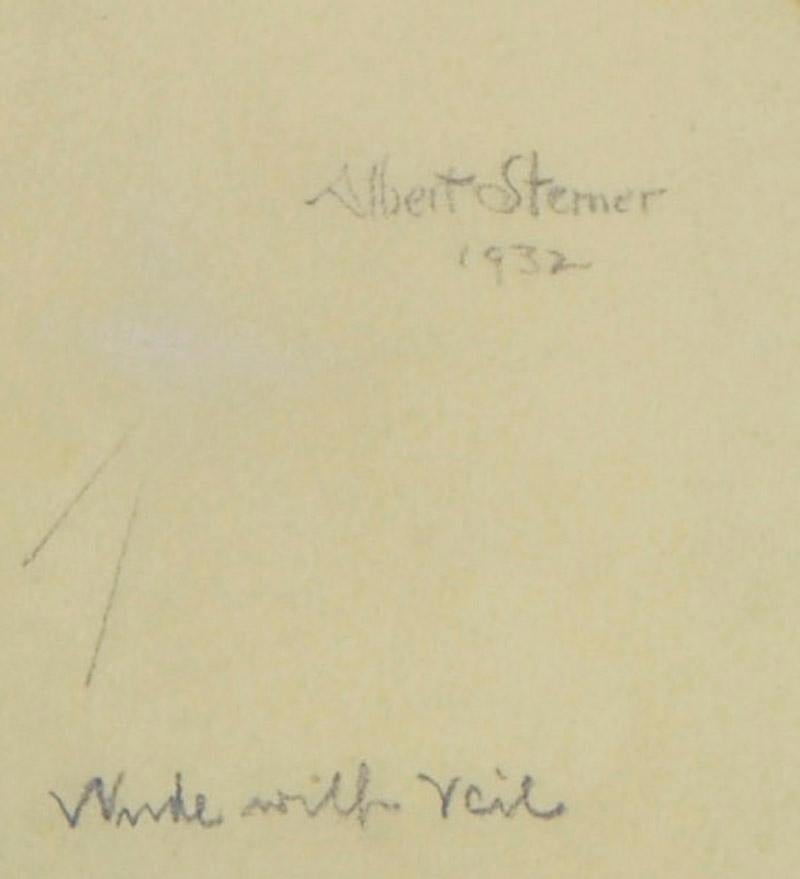 Albert Sterner
1932
Nude with Veil